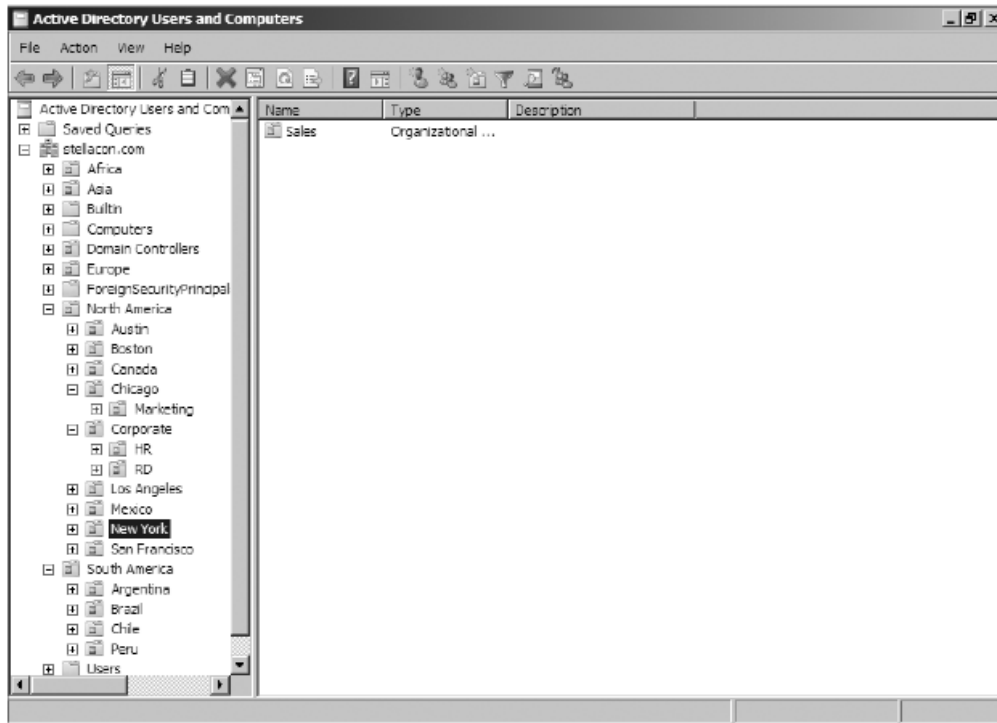 Active Directory Users and Computers
File Action View Help
Active Directory Users and Com
Name Type Description
Saved Queries
Sales Organizational ...
stellacon.com
Africa
Asia
Builtin
Computers
Domain Controllers
Europe
ForeignSecurityPrincipal
North America
Austin
Boston
Canada
Chicago
Marketing
Corporate
HR
RD
Los Angeles
Mexico
New York
San Francisco
South America
Argentina
Brazil
Chile
Peru
Users